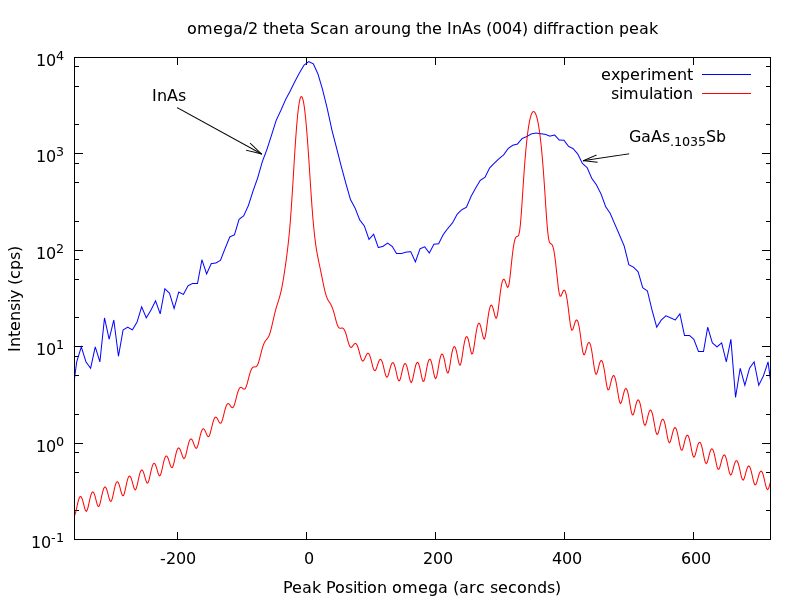 omega/2 theta Scan aroung the InAs (004) diffraction peak
10^4
experiment
simulation
InAs
GaAs.1035Sb
10^3
10^2
10^1
10^0
10^-1
Intensiy (cps)
-200 0 200 400 600
Peak Position omega (arc seconds)